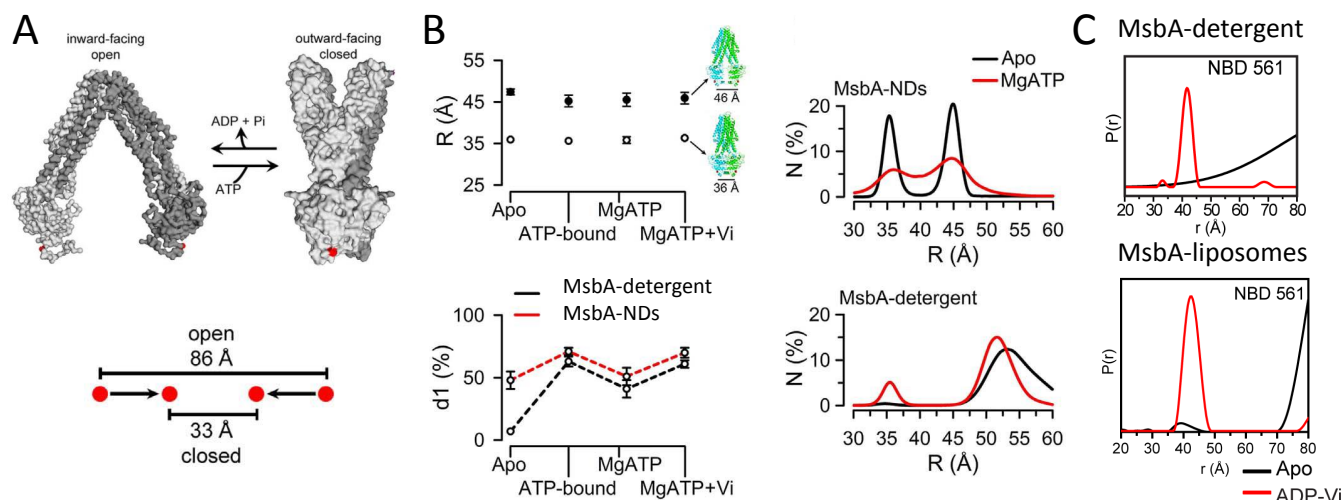 A
inward-facing
open
outward-facing
closed
ADP + Pi
ATP
open
86 Å
33 Å
closed
B
R (Å)
55
45
35
25
46 Å
36 Å
Apo
MgATP
ATP-bound
MgATP+Vi
MsbA-detergent
MsbA-NDs
d1 (%)
100
50
0
Apo
MgATP
ATP-bound
MgATP+Vi
Apo
MgATP
MsbA-NDs
N (%)
20
10
0
30 35 40 45 50 55 60
R (Å)
MsbA-detergent
N (%)
20
10
0
30 35 40 45 50 55 60
R (Å)
C
MsbA-detergent
NBD 561
P(r)
20 30 40 50 60 70 80
r (Å)
MsbA-liposomes
NBD 561
P(r)
20 30 40 50 60 70 80
r (Å)
Apo
ADP-Vi